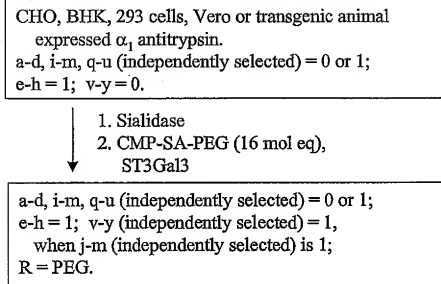 CHO, BHK, 293 cells, Vero or transgenic animal
expressed α₁ antitrypsin.
a-d, i-m, q-u (independently selected) = 0 or 1;
e-h = 1; v-y = 0.
1. Sialidase
2. CMP-SA-PEG (16 mol eq),
ST3Gal3
a-d, i-m, q-u (independently selected) = 0 or 1;
e-h = 1; v-y (independently selected) = 1,
when j-m (independently selected) is 1;
R = PEG.